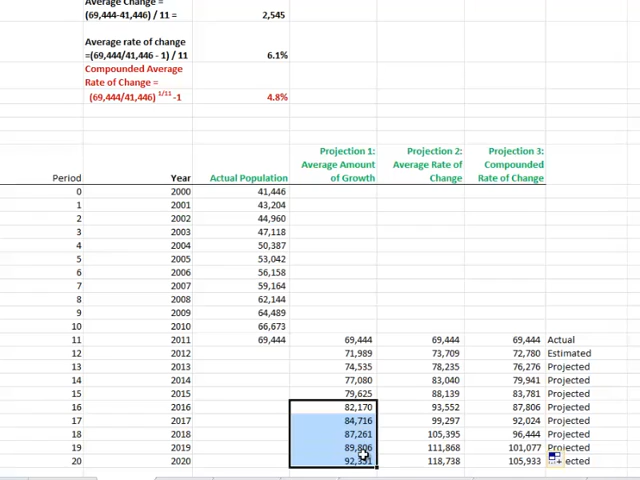 Average Change =
(69,444-41,446) / 11 = 2,545
Average rate of change
=(69,444/41,446 - 1) / 11 6.1%
Compounded Average
Rate of Change =
(69,444/41,446) 1/11 -1 4.8%
Projection 1: Projection 2: Projection 3:
Average Amount Average Rate of Compounded
Period Year Actual Population of Growth Change Rate of Change
0 2000 41,446
1 2001 43,204
2 2002 44,960
3 2003 47,118
4 2004 50,387
5 2005 53,042
6 2006 56,158
7 2007 59,164
8 2008 62,144
9 2009 64,489
10 2010 66,673
11 2011 69,444 69,444 69,444 69,444 Actual
12 2012 71,989 73,709 72,780 Estimated
13 2013 74,535 78,235 76,276 Projected
14 2014 77,080 83,040 79,941 Projected
15 2015 79,625 88,139 83,781 Projected
16 2016 82,170 93,552 87,806 Projected
17 2017 84,716 99,297 92,024 Projected
18 2018 87,261 105,395 96,444 Projected
19 2019 89,806 111,868 101,077 Projected
20 2020 118,738 105,933